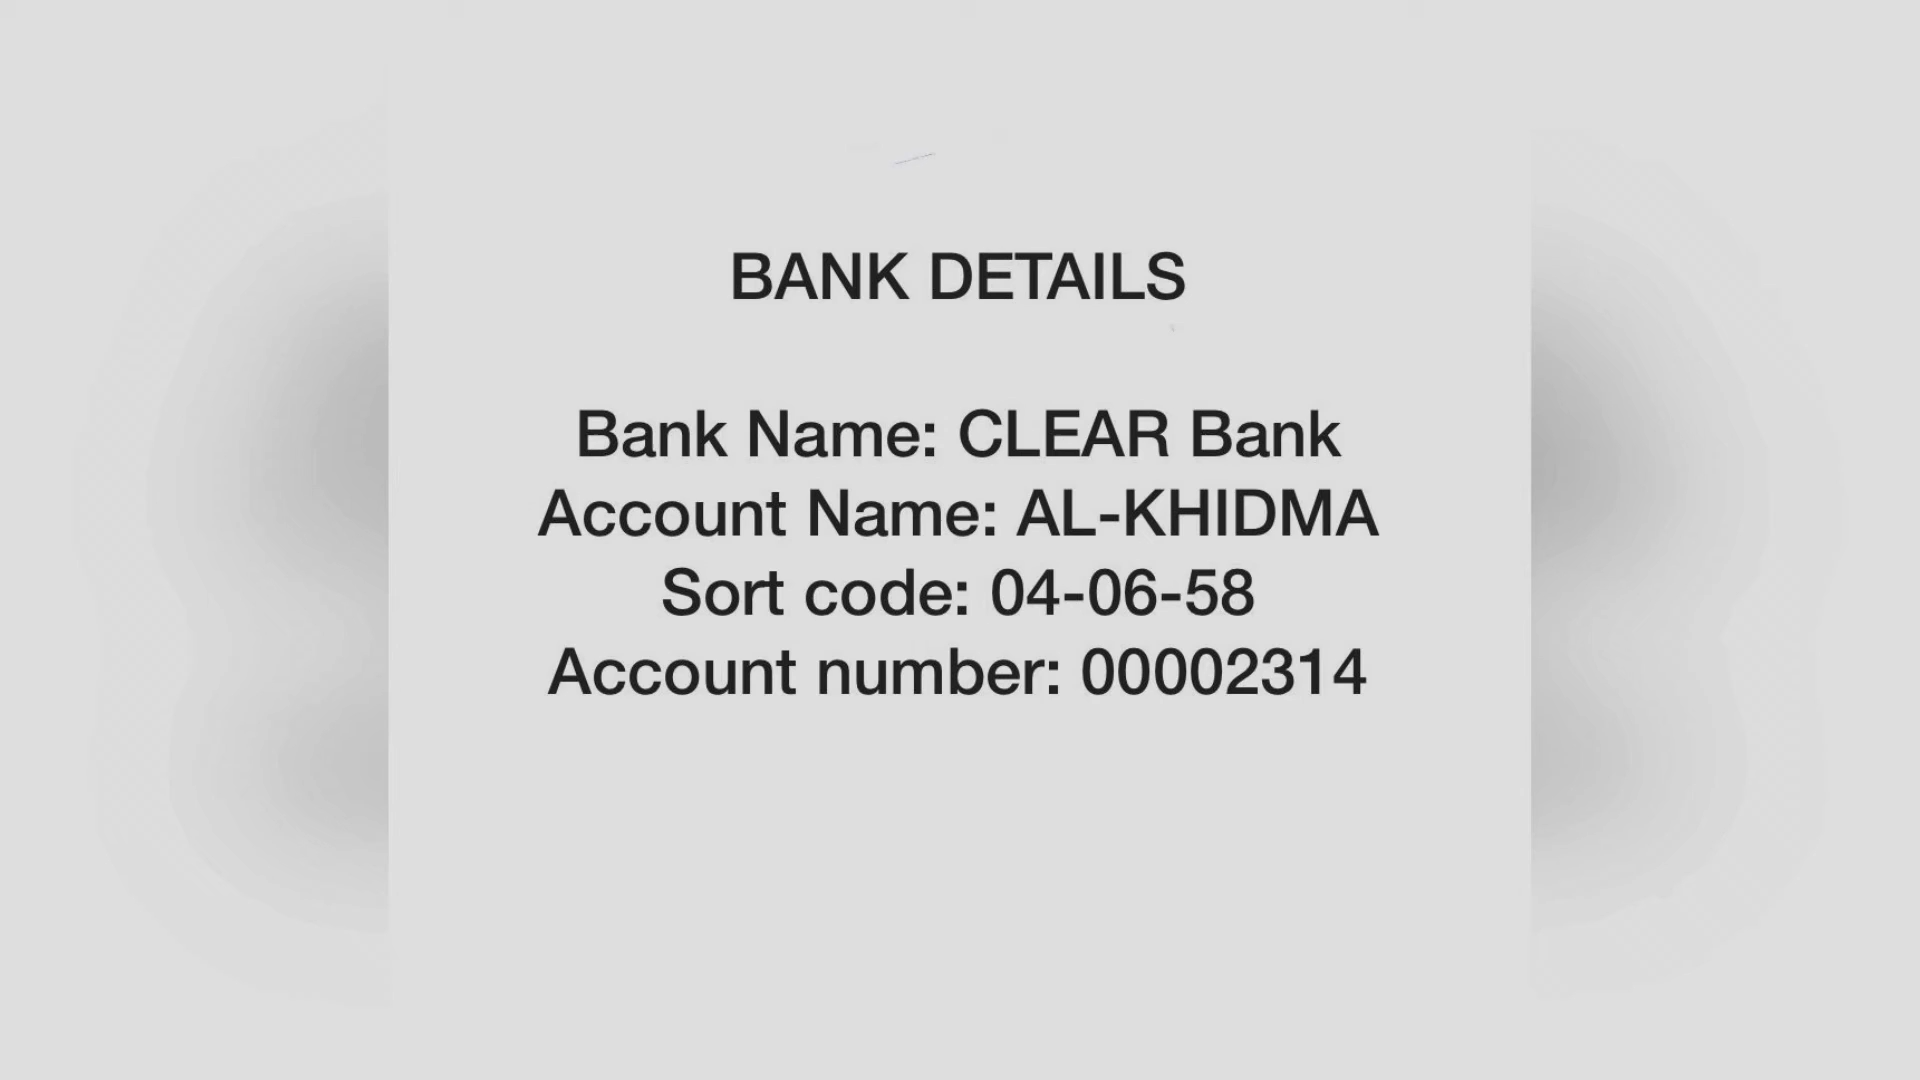 BANK DETAILS
Bank Name: CLEAR Bank
Account Name: AL-KHIDMA
Sort code: 04-06-58
Account number: 00002314